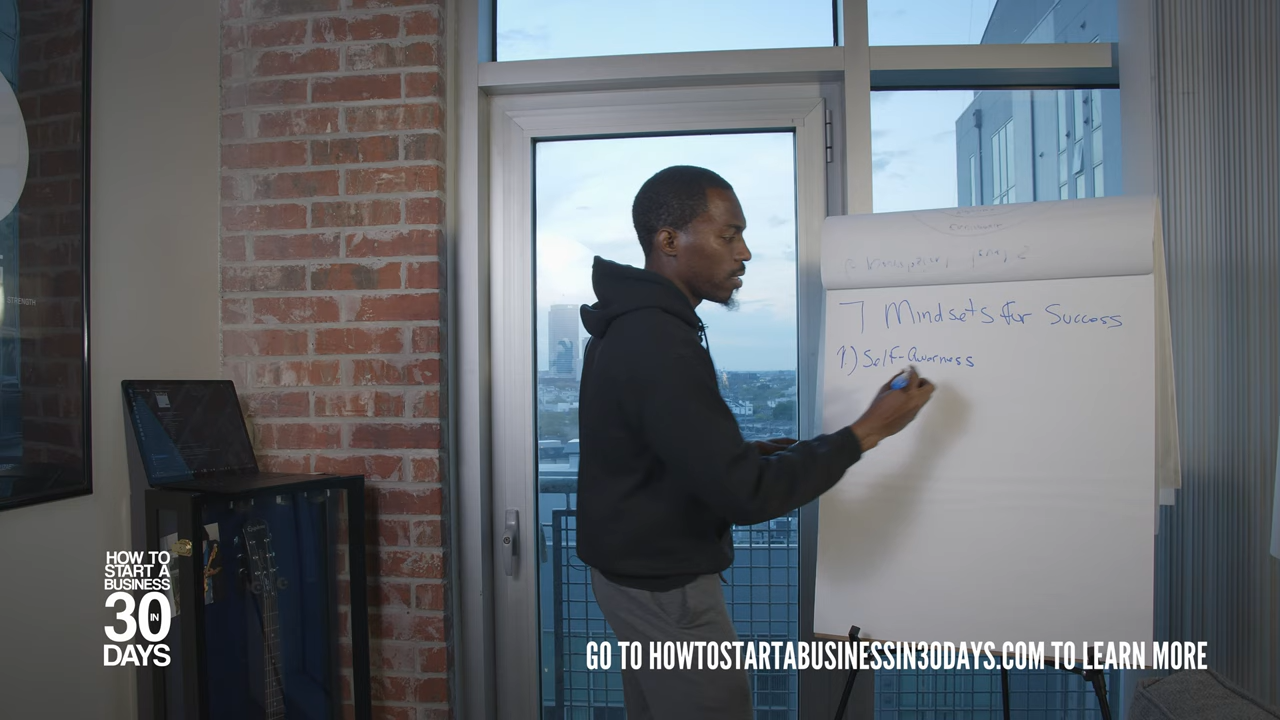 STRENGTH
7 Mindsets for Success
1.) Self-Awarness
HOW TO
START A
BUSINESS
30 IN
DAYS
GO TO HOWTOSTARTABUSINESSIN30DAYS.COM TO LEARN MORE